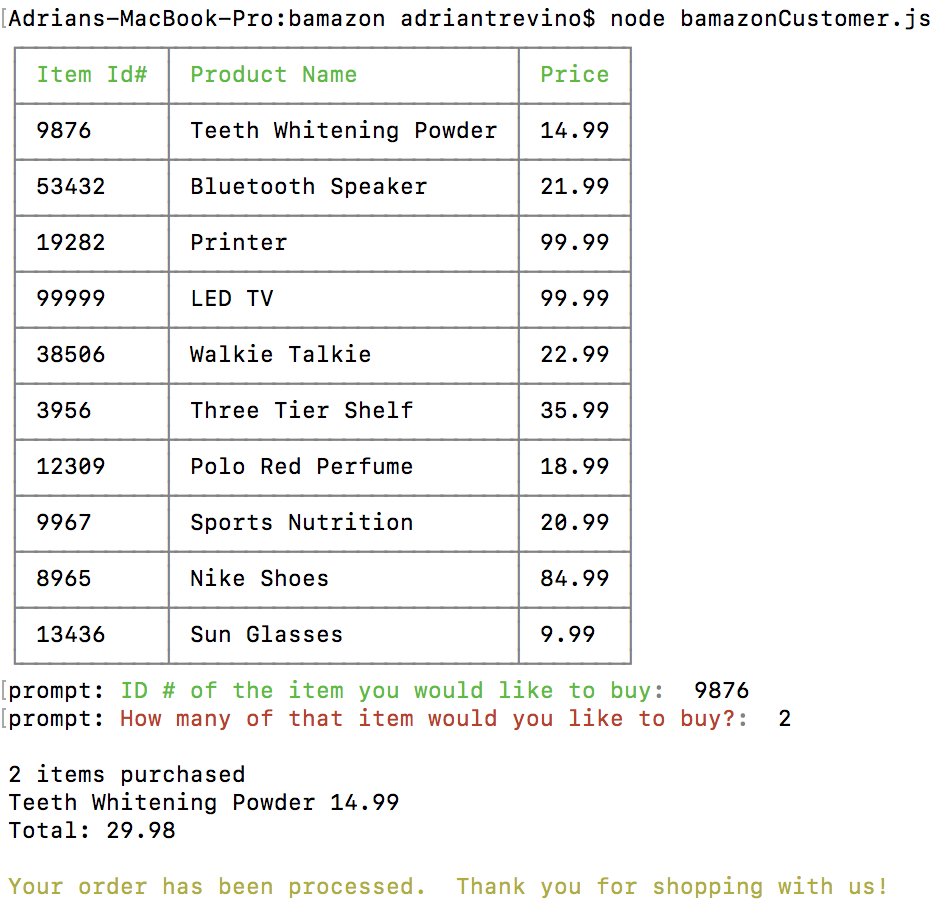 [Adrians-MacBook-Pro:bamazon adriantrevino$ node bamazonCustomer.js
Item Id# Product Name Price
9876 Teeth Whitening Powder 14.99
53432 Bluetooth Speaker 21.99
19282 Printer 99.99
99999 LED TV 99.99
38506 Walkie Talkie 22.99
3956 Three Tier Shelf 35.99
12309 Polo Red Perfume 18.99
9967 Sports Nutrition 20.99
8965 Nike Shoes 84.99
13436 Sun Glasses 9.99
[prompt: ID # of the item you would like to buy:  9876
[prompt: How many of that item would you like to buy?:  2
2 items purchased
Teeth Whitening Powder 14.99
Total: 29.98
Your order has been processed.  Thank you for shopping with us!